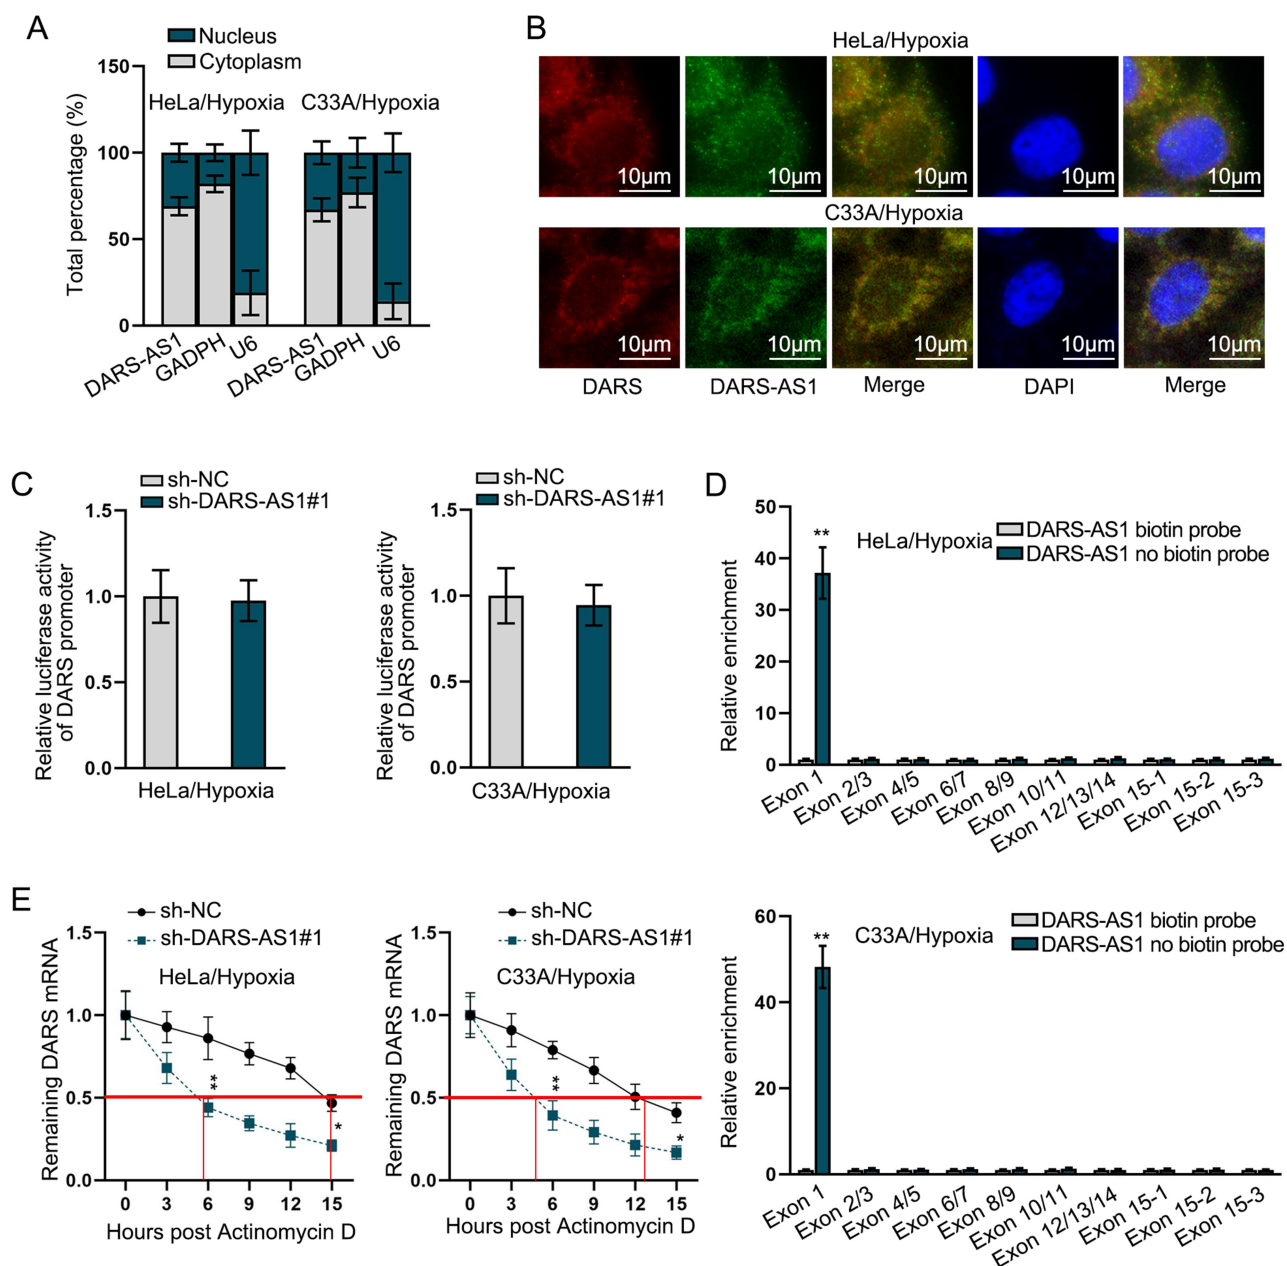 A
Nucleus
Cytoplasm
150
100
50
0
Total percentage (%)
HeLa/Hypoxia
C33A/Hypoxia
DARS-AS1
GADPH
U6
DARS-AS1
GADPH
U6
B
HeLa/Hypoxia
10μm
10μm
10μm
10μm
10μm
C33A/Hypoxia
10μm
10μm
10μm
10μm
10μm
DARS
DARS-AS1
Merge
DAPI
Merge
C
sh-NC
sh-DARS-AS1#1
1.5
1.0
0.5
0.0
Relative luciferase activity
of DARS promoter
HeLa/Hypoxia
sh-NC
sh-DARS-AS1#1
1.5
1.0
0.5
0.0
Relative luciferase activity
of DARS promoter
C33A/Hypoxia
D
50
40
30
20
10
0
Relative enrichment
**
HeLa/Hypoxia
DARS-AS1 biotin probe
DARS-AS1 no biotin probe
Exon 1
Exon 2/3
Exon 4/5
Exon 6/7
Exon 8/9
Exon 10/11
Exon 12/13/14
Exon 15-1
Exon 15-2
Exon 15-3
60
40
20
0
Relative enrichment
**
C33A/Hypoxia
DARS-AS1 biotin probe
DARS-AS1 no biotin probe
Exon 1
Exon 2/3
Exon 4/5
Exon 6/7
Exon 8/9
Exon 10/11
Exon 12/13/14
Exon 15-1
Exon 15-2
Exon 15-3
E
sh-NC
sh-DARS-AS1#1
HeLa/Hypoxia
1.5
1.0
0.5
0.0
Remaining DARS mRNA
**
*
0 3 6 9 12 15
Hours post Actinomycin D
sh-NC
sh-DARS-AS1#1
C33A/Hypoxia
1.5
1.0
0.5
0.0
Remaining DARS mRNA
**
*
0 3 6 9 12 15
Hours post Actinomycin D